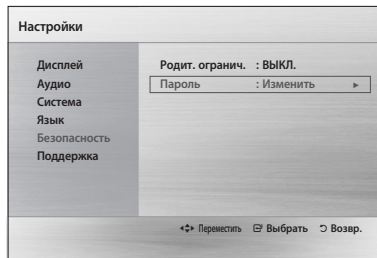 Настройки
Дисплей
Аудио
Система
Язык
Безопасность
Поддержка
Родит. огранич. : ВЫКЛ.
Пароль : Изменить ►
Переместить Выбрать Возвр.